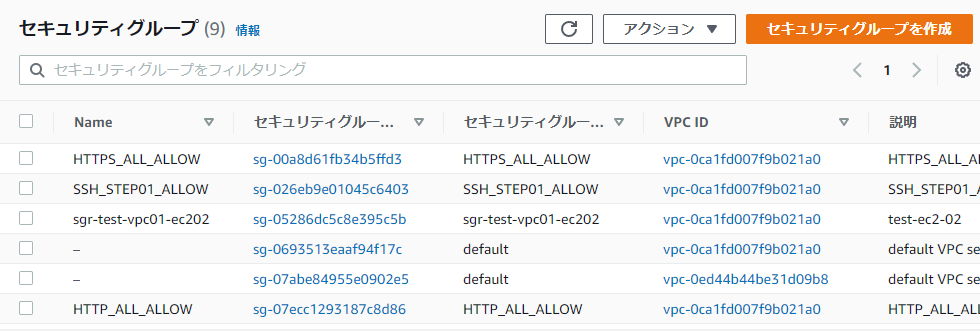 セキュリティグループ (9) 情報
アクション
セキュリティグループを作成
セキュリティグループをフィルタリング
1
Name セキュリティグルー... セキュリティグルー... VPC ID 説明
HTTPS_ALL_ALLOW sg-00a8d61fb34b5ffd3 HTTPS_ALL_ALLOW vpc-0ca1fd007f9b021a0 HTTPS_ALL_AL
SSH_STEP01_ALLOW sg-026eb9e01045c6403 SSH_STEP01_ALLOW vpc-0ca1fd007f9b021a0 SSH_STEP01_A
sgr-test-vpc01-ec202 sg-05286dc5c8e395c5b sgr-test-vpc01-ec202 vpc-0ca1fd007f9b021a0 test-ec2-02
– sg-0693513eaaf94f17c default vpc-0ca1fd007f9b021a0 default VPC se
– sg-07abe84955e0902e5 default vpc-0ed44b44be31d09b8 default VPC se
HTTP_ALL_ALLOW sg-07ecc1293187c8d86 HTTP_ALL_ALLOW vpc-0ca1fd007f9b021a0 HTTP_ALL_ALL